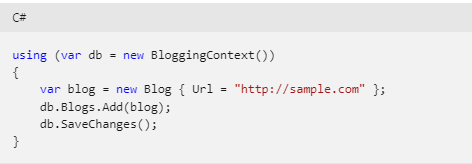 C#
using (var db = new BloggingContext())
{
    var blog = new Blog { Url = "http://sample.com" };
    db.Blogs.Add(blog);
    db.SaveChanges();
}